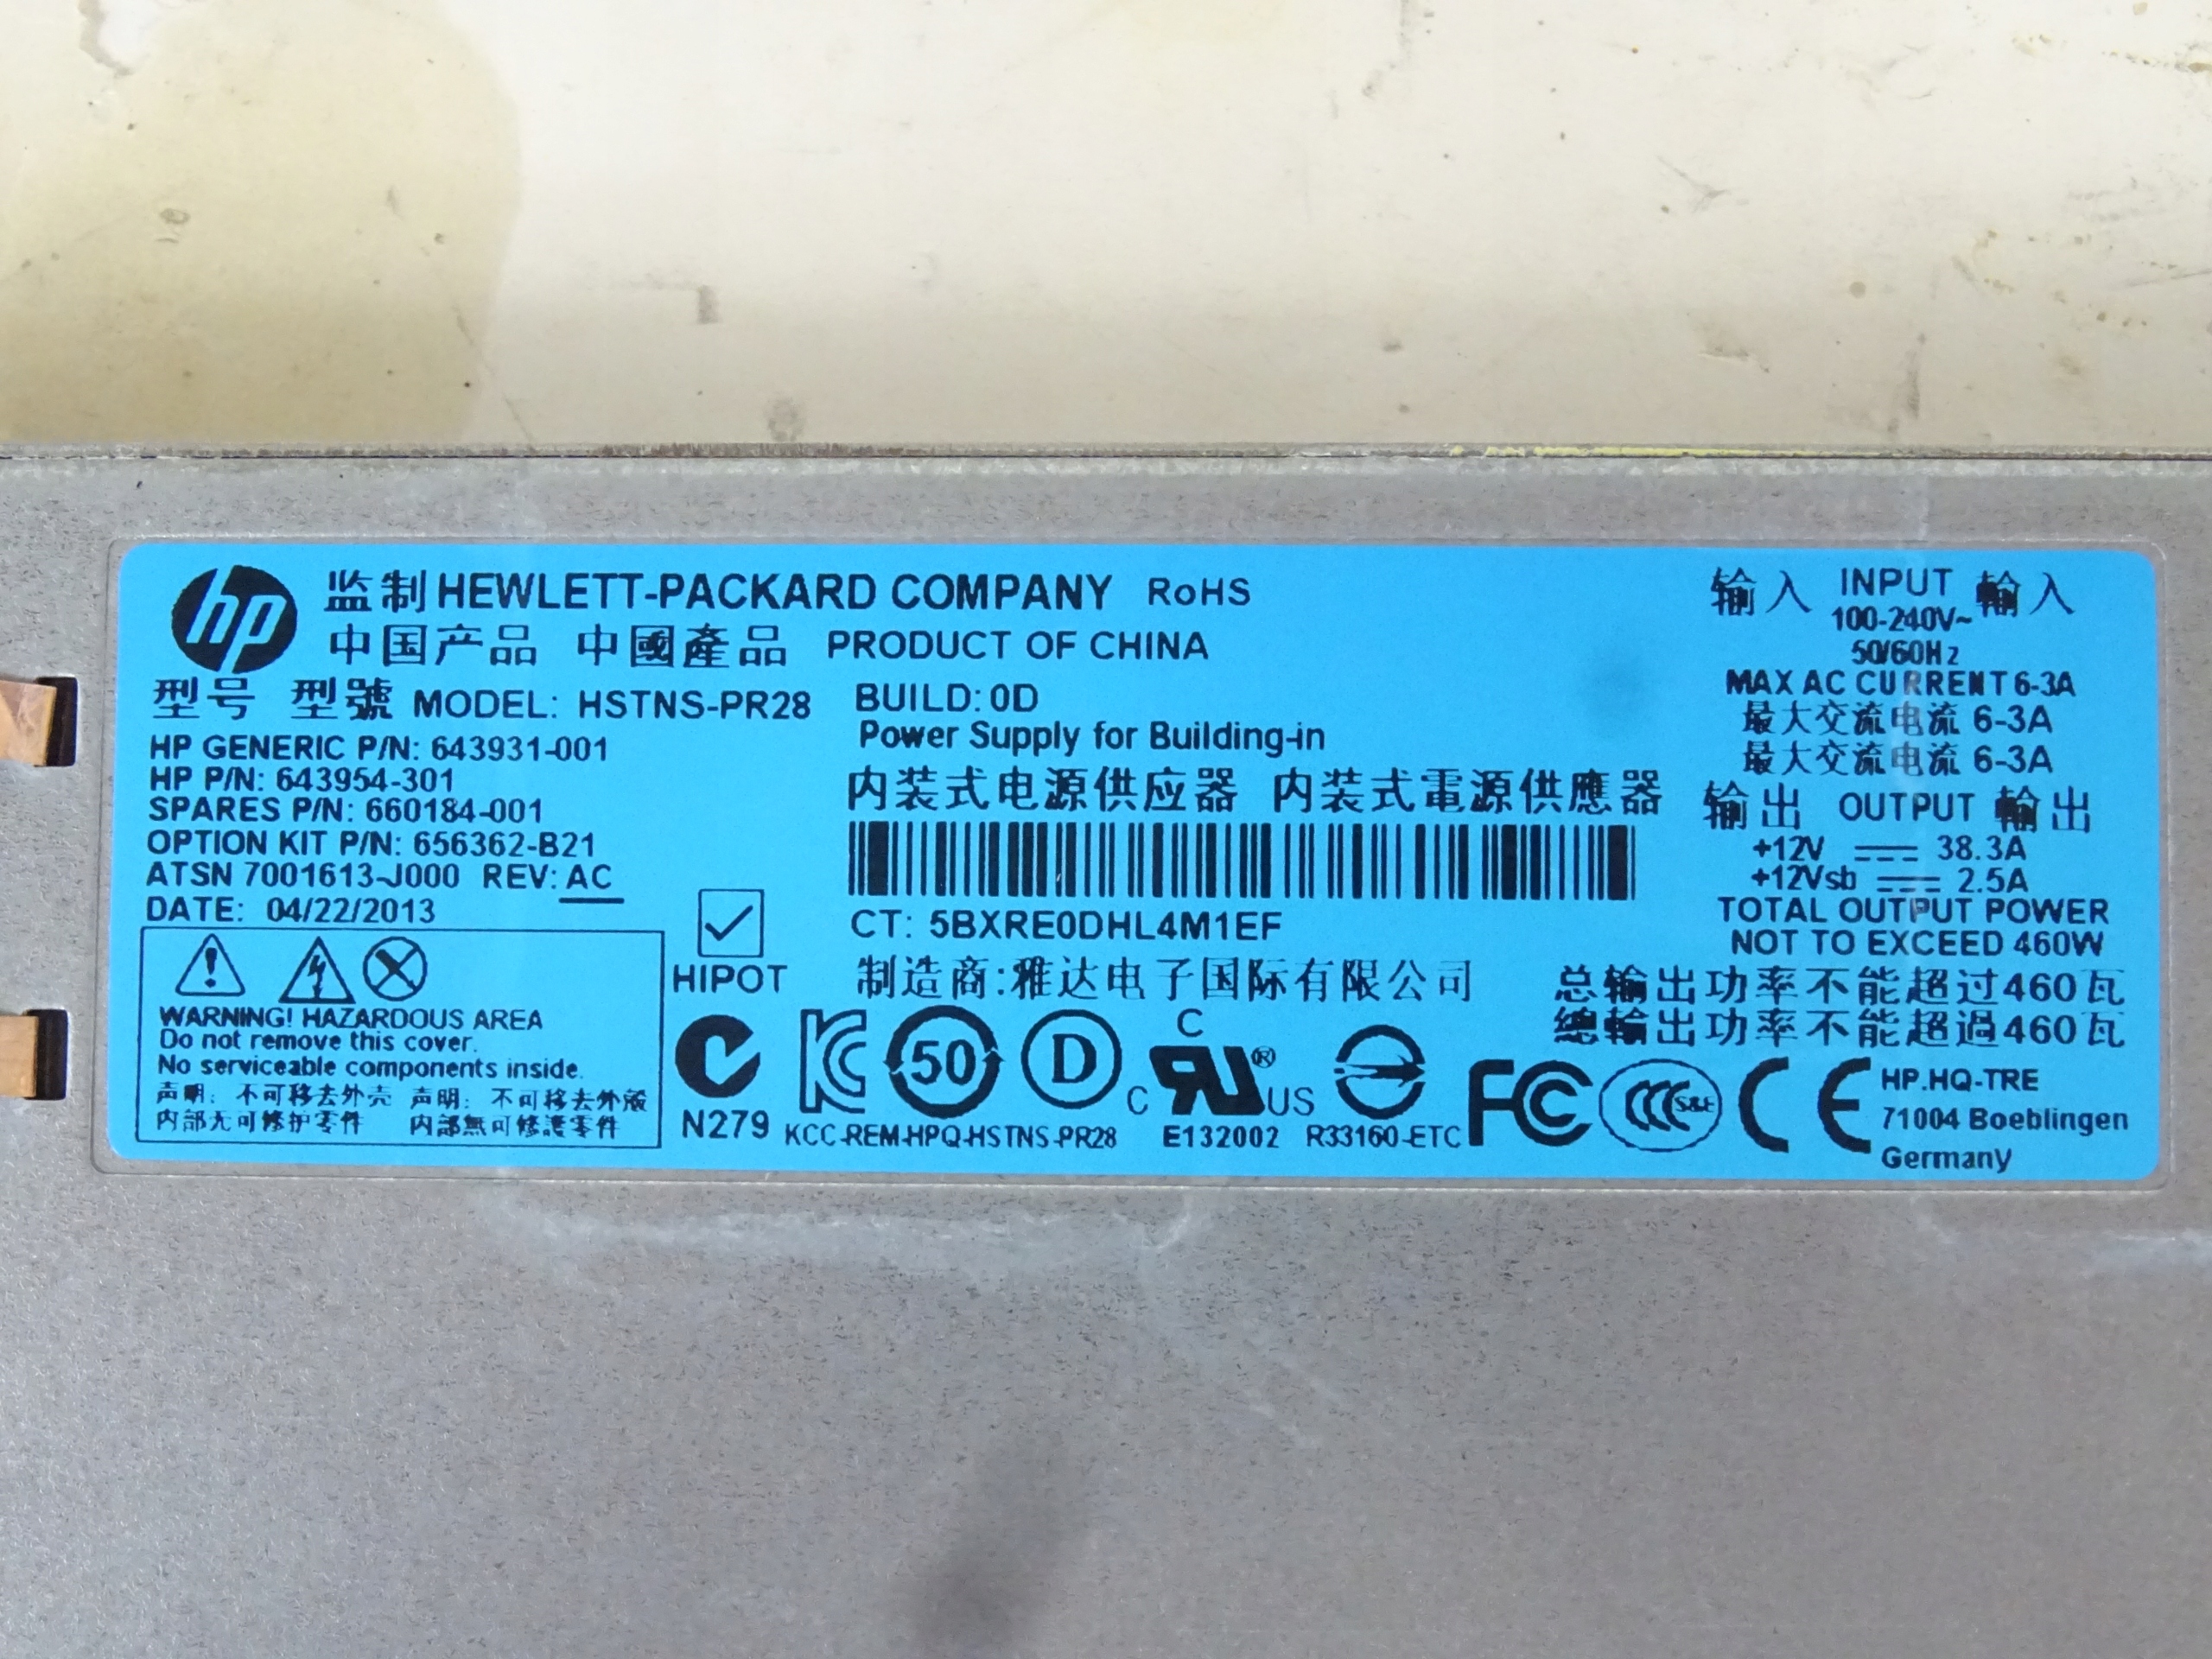 hp 监制 HEWLETT-PACKARD COMPANY RoHS
中国产品 中國產品 PRODUCT OF CHINA
型号 型號 MODEL: HSTNS-PR28
HP GENERIC P/N: 643931-001
HP P/N: 643954-301
SPARES P/N: 660184-001
OPTION KIT P/N: 656362-B21
ATSN 7001613-J000 REV: AC
DATE: 04/22/2013
WARNING! HAZARDOUS AREA
Do not remove this cover.
No serviceable components inside.
声明: 不可移去外壳 声明: 不可移去外殼
内部无可修护零件 内部無可修護零件
HIPOT
BUILD: 0D
Power Supply for Building-in
内装式电源供应器 内装式電源供應器
CT: 5BXRE0DHL4M1EF
制造商:雅达电子国际有限公司
N279
KCC-REM-HPQ-HSTNS-PR28
50
D
C RU ® US
C
E132002
R33160-ETC
FC
CCC S&E
CE
输入 INPUT 輸入
100-240V~
50/60Hz
MAX AC CURRENT 6-3A
最大交流电流 6-3A
最大交流电流 6-3A
输出 OUTPUT 輸出
+12V 38.3A
+12Vsb 2.5A
TOTAL OUTPUT POWER
NOT TO EXCEED 460W
总输出功率不能超过460瓦
總輸出功率不能超過460瓦
HP.HQ-TRE
71004 Boeblingen
Germany